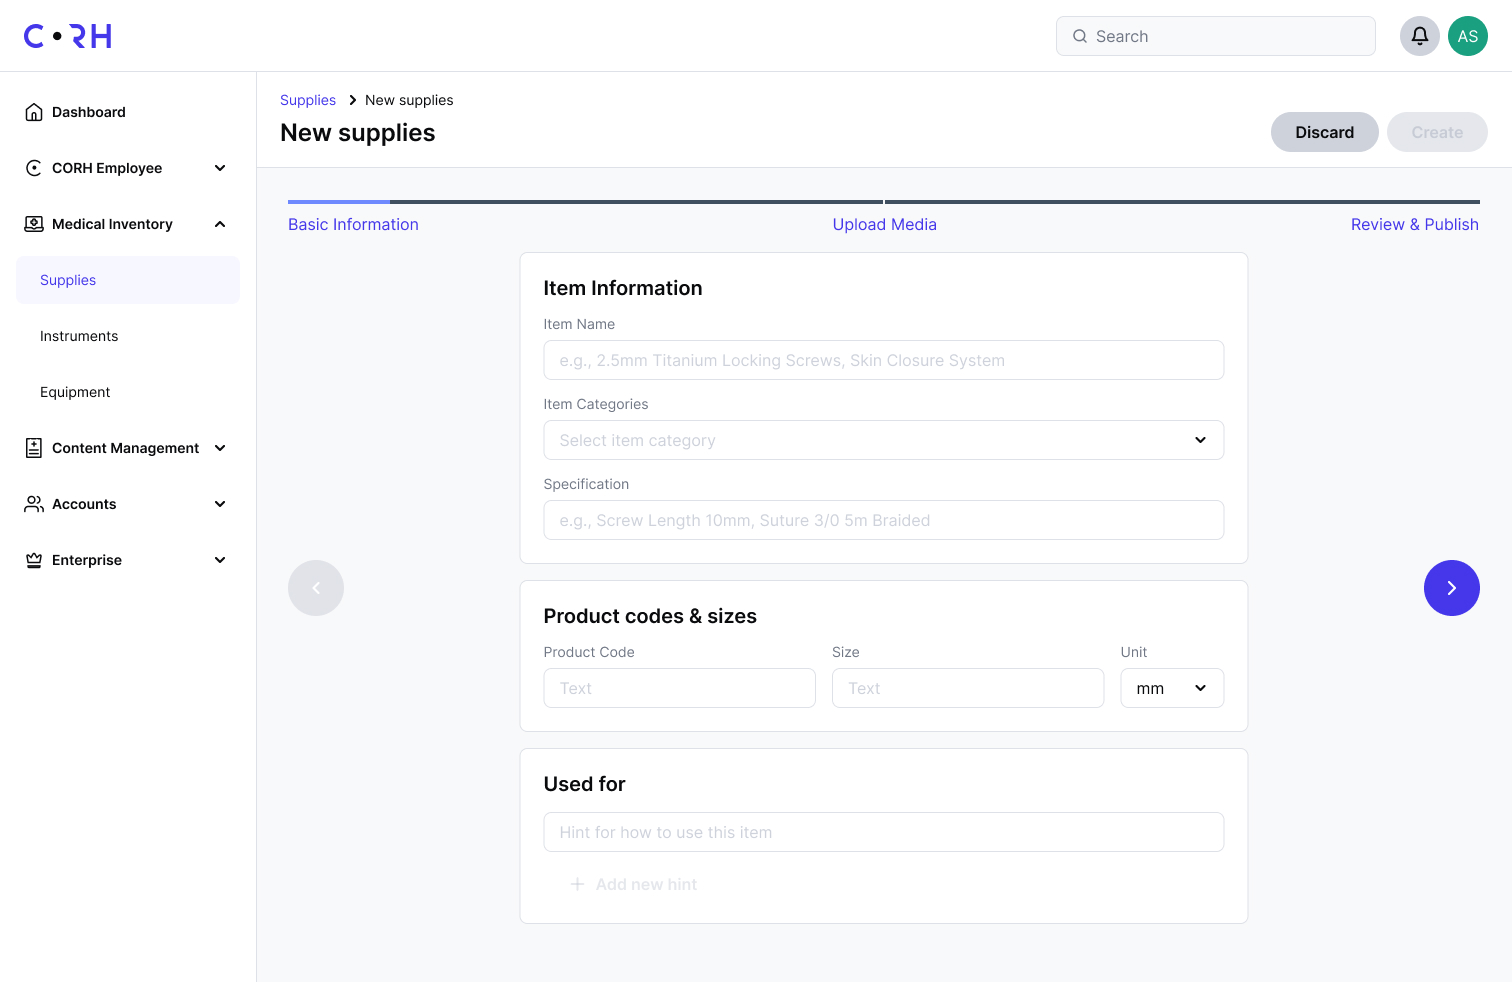 C•RH
Search
AS
Dashboard
CORH Employee
Medical Inventory
Supplies
Instruments
Equipment
Content Management
Accounts
Enterprise
Supplies > New supplies
New supplies
Discard
Create
Basic Information
Upload Media
Review & Publish
Item Information
Item Name
e.g., 2.5mm Titanium Locking Screws, Skin Closure System
Item Categories
Select item category
Specification
e.g., Screw Length 10mm, Suture 3/0 5m Braided
Product codes & sizes
Product Code Size Unit
Text Text mm
Used for
Hint for how to use this item
+ Add new hint